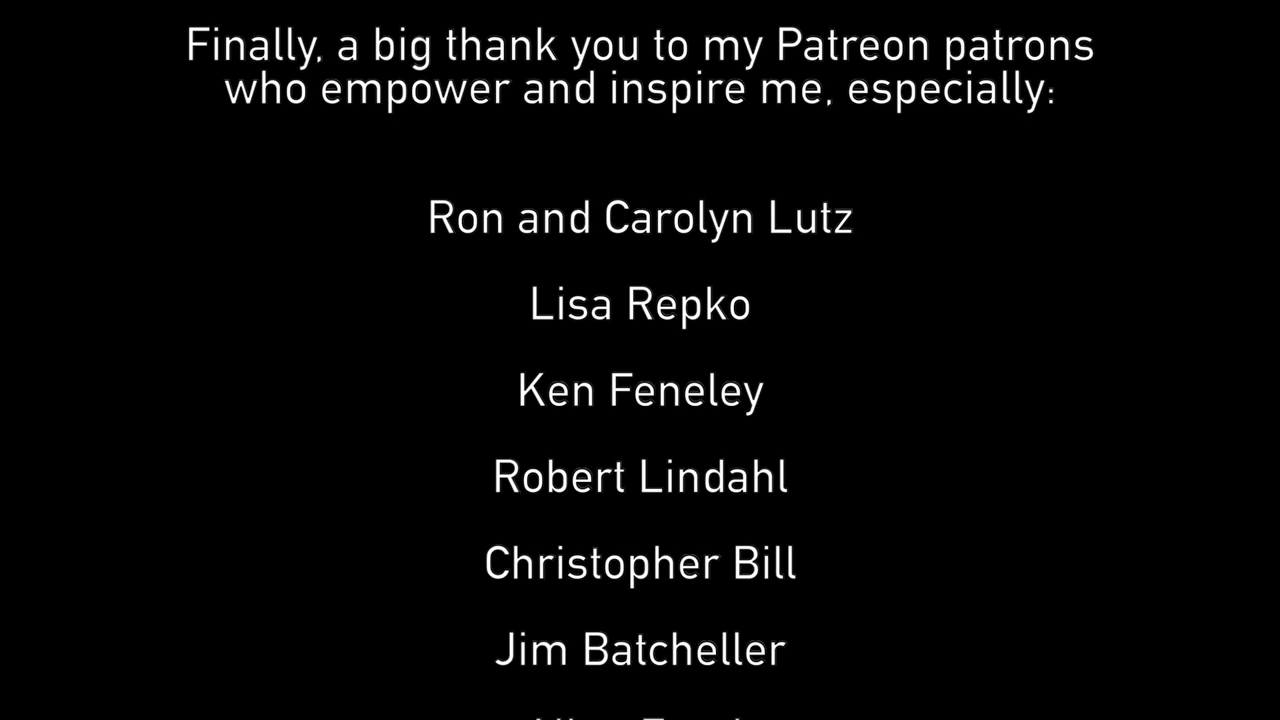 Finally, a big thank you to my Patreon patrons
who empower and inspire me, especially:
Ron and Carolyn Lutz
Lisa Repko
Ken Feneley
Robert Lindahl
Christopher Bill
Jim Batcheller